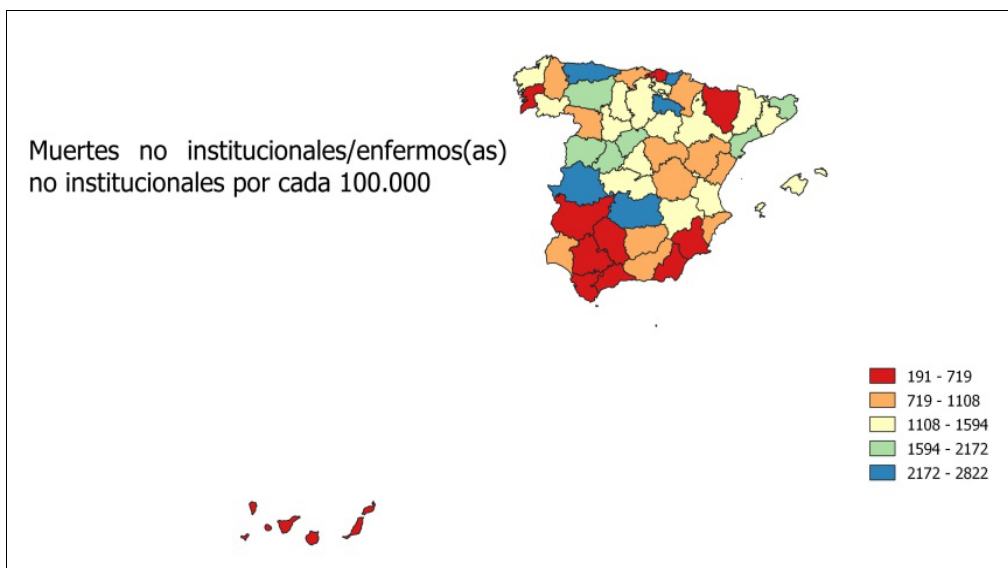 Muertes no institucionales/enfermos(as)
no institucionales por cada 100.000
191 - 719
719 - 1108
1108 - 1594
1594 - 2172
2172 - 2822